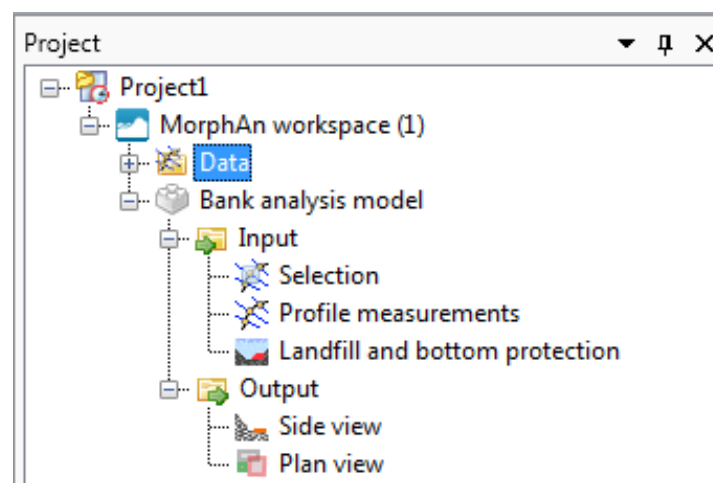 Project
Project1
MorphAn workspace (1)
Data
Bank analysis model
Input
Selection
Profile measurements
Landfill and bottom protection
Output
Side view
Plan view